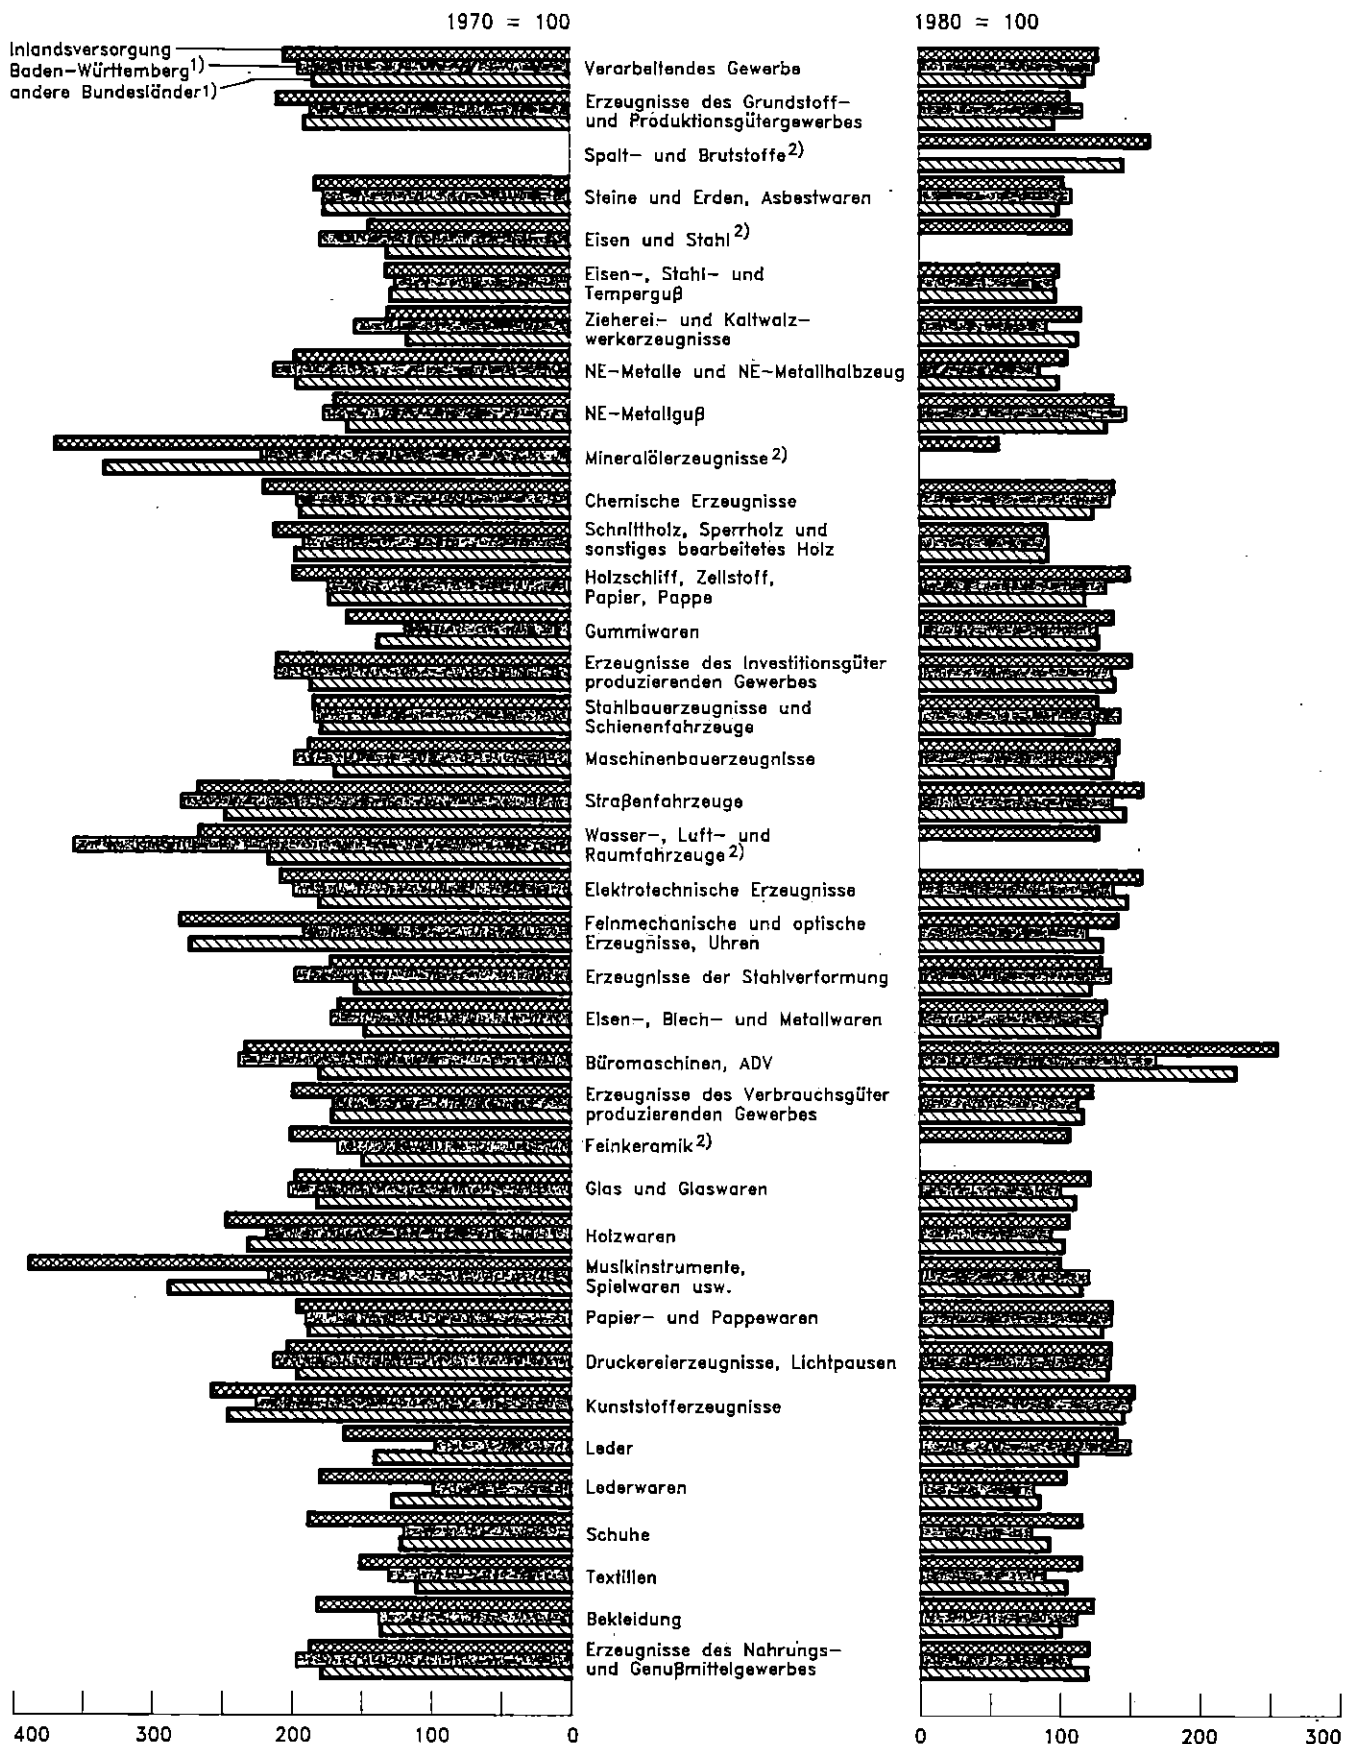 1970 = 100
1980 = 100
Inlandsversorgung
Baden-Württemberg1)
andere Bundesländer1)
Verarbeitendes Gewerbe
Erzeugnisse des Grundstoff-
und Produktionsgütergewerbes
Spalt- und Brutstoffe2)
Steine und Erden, Asbestwaren
Eisen und Stahl2)
Eisen-, Stahl- und
Temperguß
Zieherei- und Kaltwalz-
werkerzeugnisse
NE-Metalle und NE-Metallhalbzeug
NE-Metallguß
Mineralölerzeugnisse2)
Chemische Erzeugnisse
Schnittholz, Sperrholz und
sonstiges bearbeitetes Holz
Holzschliff, Zellstoff,
Papier, Pappe
Gummiwaren
Erzeugnisse des Investitionsgüter
produzierenden Gewerbes
Stahlbauerzeugnisse und
Schienenfahrzeuge
Maschinenbauerzeugnisse
Straßenfahrzeuge
Wasser-, Luft- und
Raumfahrzeuge2)
Elektrotechnische Erzeugnisse
Feinmechanische und optische
Erzeugnisse, Uhren
Erzeugnisse der Stahlverformung
Eisen-, Blech- und Metallwaren
Büromaschinen, ADV
Erzeugnisse des Verbrauchsgüter
produzierenden Gewerbes
Feinkeramik2)
Glas und Glaswaren
Holzwaren
Musikinstrumente,
Spielwaren usw.
Papier- und Pappewaren
Druckereierzeugnisse, Lichtpausen
Kunststofferzeugnisse
Leder
Lederwaren
Schuhe
Textilien
Bekleidung
Erzeugnisse des Nahrungs-
und Genußmittelgewerbes
400 300 200 100 0
0 100 200 300